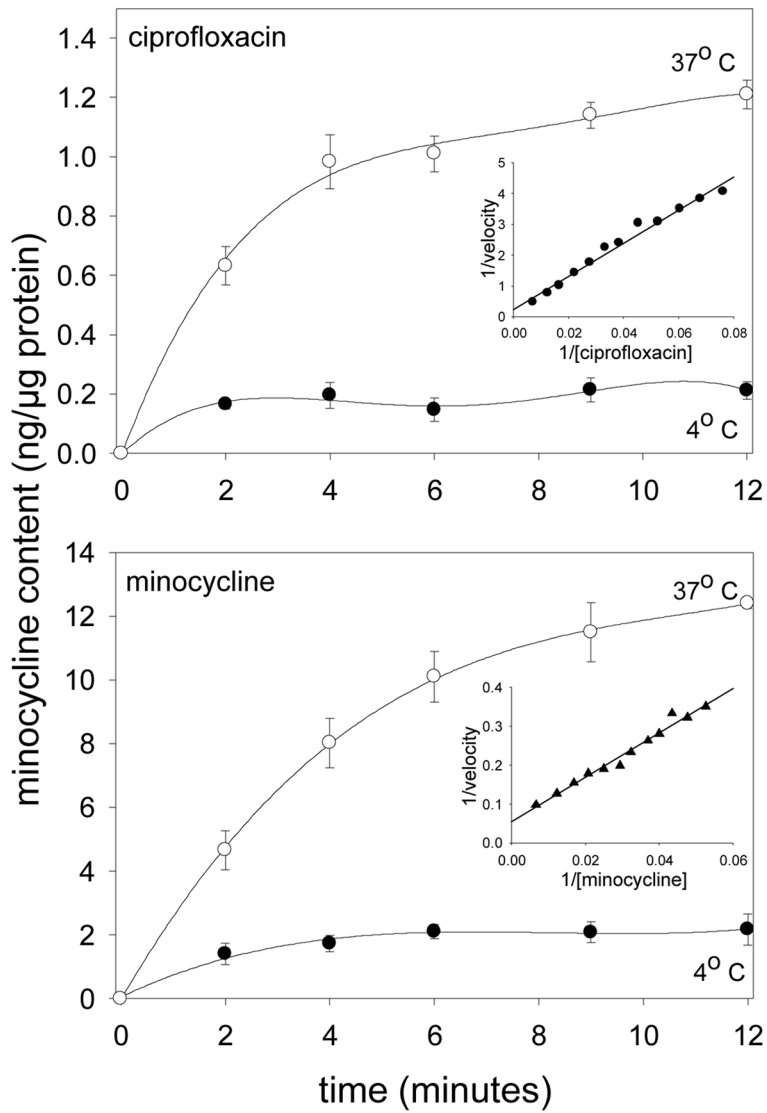 ciprofloxacin
37º C
1.4
1.2
1.0
0.8
0.6
0.4
0.2
0.0
5
4
3
2
1
0
1/velocity
0.00 0.02 0.04 0.06 0.08
1/[ciprofloxacin]
4º C
0 2 4 6 8 10 12
minocycline content (ng/µg protein)
minocycline
37º C
14
12
10
8
6
4
2
0
0.4
0.3
0.2
0.1
0.0
1/velocity
0.00 0.02 0.04 0.06
1/[minocycline]
4º C
0 2 4 6 8 10 12
time (minutes)